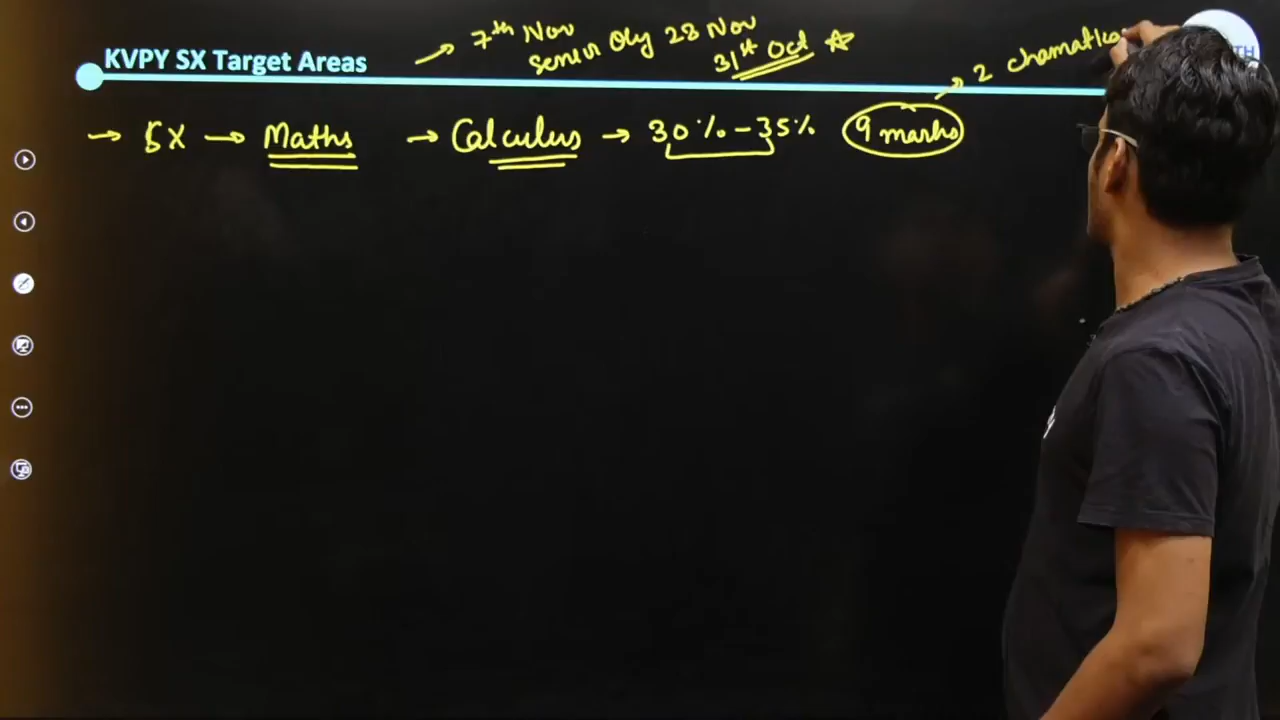 KVPY SX Target Areas
→ 7th Nov
Senior Oly 28 Nov
31st Oct ☆
→ 2
→ SX → Maths → Calculus → 30% - 35% 9 marks
TH